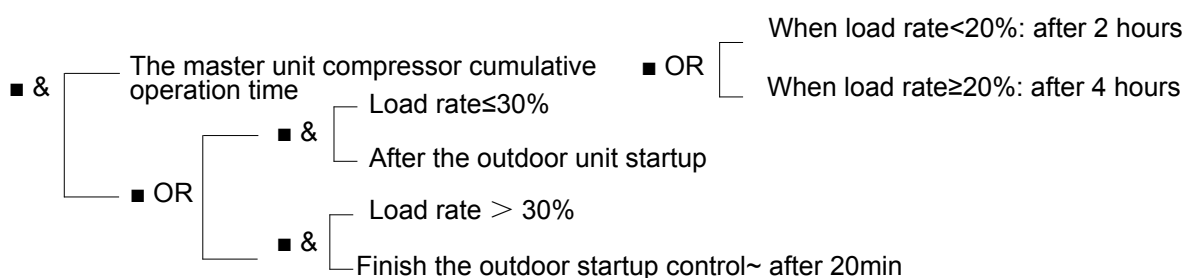 When load rate<20%: after 2 hours
■ & The master unit compressor cumulative ■ OR
operation time
When load rate≥20%: after 4 hours
Load rate≤30%
■ &
After the outdoor unit startup
■ OR
Load rate ＞ 30%
■ &
Finish the outdoor startup control~ after 20min